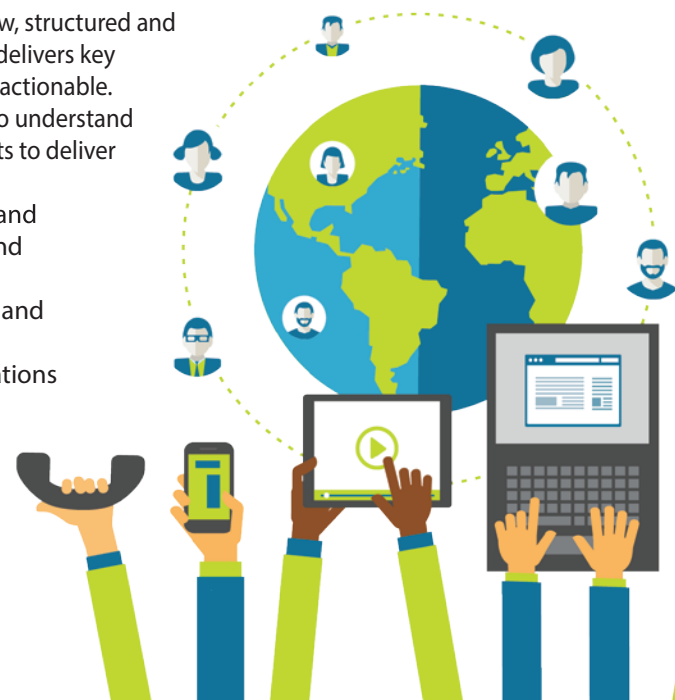 w, structured and
delivers key
actionable.
o understand
ts to deliver
and
nd
and
ations